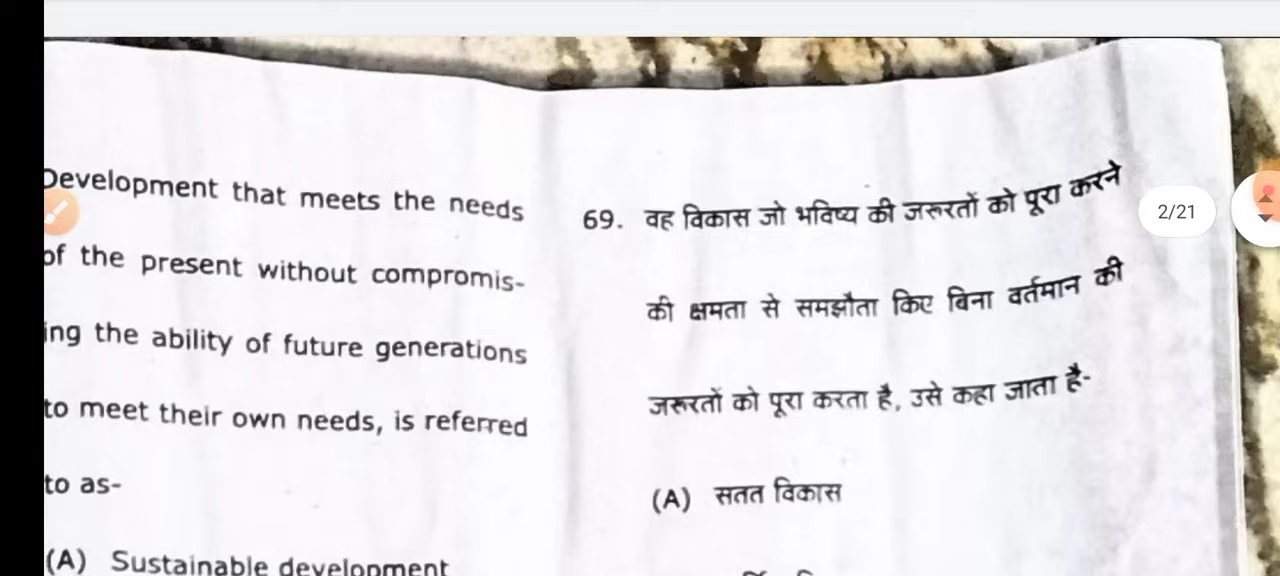 Development that meets the needs
of the present without compromis-
ing the ability of future generations
to meet their own needs, is referred
to as-
(A) Sustainable development
69. वह विकास जो भविष्य की जरूरतों को पूरा करने
की क्षमता से समझौता किए बिना वर्तमान की
जरूरतों को पूरा करता है, उसे कहा जाता है-
(A) सतत विकास
2/21